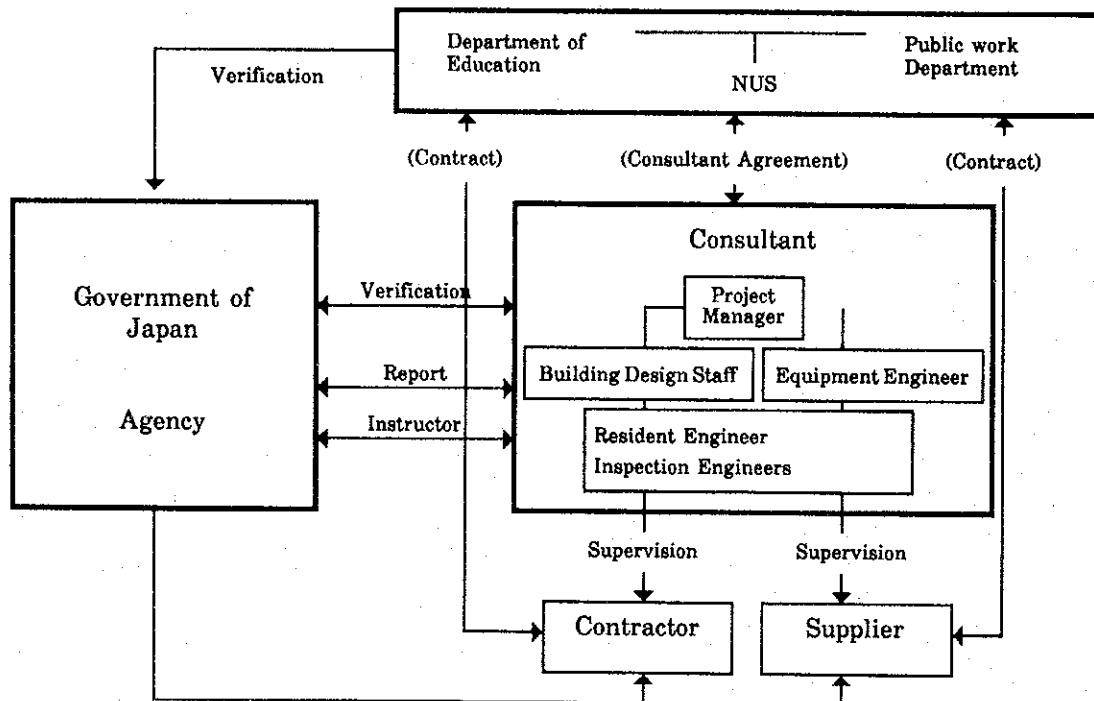 Department of
Education
NUS
Public work
Department
Verification
(Contract)
(Consultant Agreement)
(Contract)
Government of
Japan
Agency
Consultant
Project
Manager
Verification
Building Design Staff
Equipment Engineer
Report
Instructor
Resident Engineer
Inspection Engineers
Supervision
Supervision
Contractor
Supplier